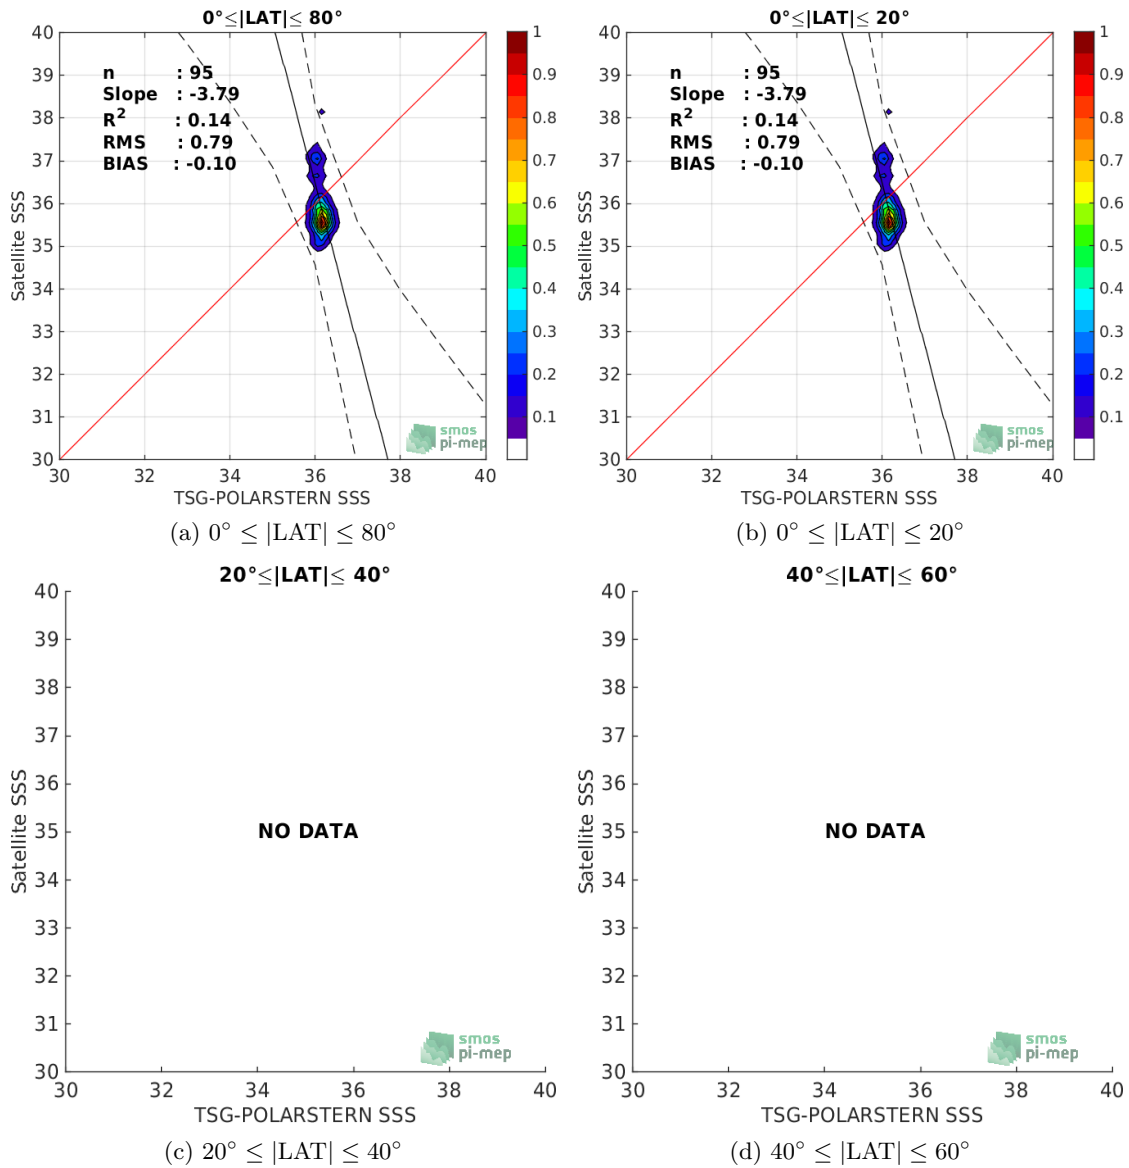 0°≤|LAT|≤ 80°
40
39
38
37
36
35
34
33
32
31
30
n : 95
Slope : -3.79
R² : 0.14
RMS : 0.79
BIAS : -0.10
Satellite SSS
smos
pi-mep
30 32 34 36 38 40
TSG-POLARSTERN SSS
1
0.9
0.8
0.7
0.6
0.5
0.4
0.3
0.2
0.1
(a) 0° ≤ |LAT| ≤ 80°
0°≤|LAT|≤ 20°
40
39
38
37
36
35
34
33
32
31
30
n : 95
Slope : -3.79
R² : 0.14
RMS : 0.79
BIAS : -0.10
Satellite SSS
smos
pi-mep
30 32 34 36 38 40
TSG-POLARSTERN SSS
1
0.9
0.8
0.7
0.6
0.5
0.4
0.3
0.2
0.1
(b) 0° ≤ |LAT| ≤ 20°
20°≤|LAT|≤ 40°
40
39
38
37
36
35
34
33
32
31
30
Satellite SSS
NO DATA
smos
pi-mep
30 32 34 36 38 40
TSG-POLARSTERN SSS
(c) 20° ≤ |LAT| ≤ 40°
40°≤|LAT|≤ 60°
40
39
38
37
36
35
34
33
32
31
30
Satellite SSS
NO DATA
smos
pi-mep
30 32 34 36 38 40
TSG-POLARSTERN SSS
(d) 40° ≤ |LAT| ≤ 60°